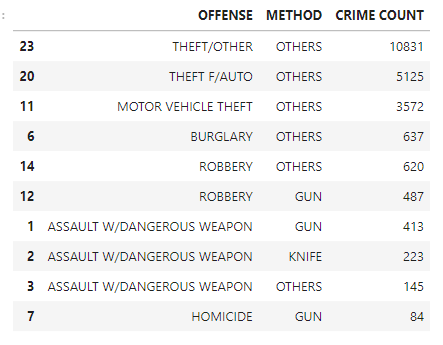 :
OFFENSE METHOD CRIME COUNT
23 THEFT/OTHER OTHERS 10831
20 THEFT F/AUTO OTHERS 5125
11 MOTOR VEHICLE THEFT OTHERS 3572
6 BURGLARY OTHERS 637
14 ROBBERY OTHERS 620
12 ROBBERY GUN 487
1 ASSAULT W/DANGEROUS WEAPON GUN 413
2 ASSAULT W/DANGEROUS WEAPON KNIFE 223
3 ASSAULT W/DANGEROUS WEAPON OTHERS 145
7 HOMICIDE GUN 84